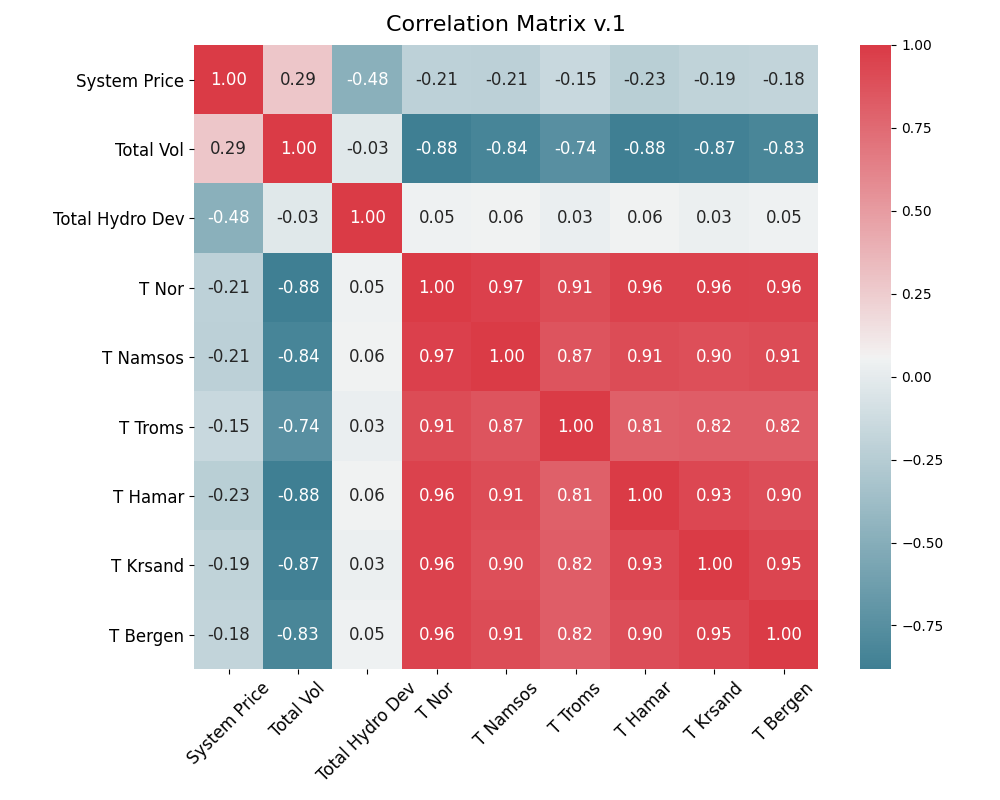 Correlation Matrix v.1
System Price 1.00 0.29 -0.48 -0.21 -0.21 -0.15 -0.23 -0.19 -0.18
Total Vol 0.29 1.00 -0.03 -0.88 -0.84 -0.74 -0.88 -0.87 -0.83
Total Hydro Dev -0.48 -0.03 1.00 0.05 0.06 0.03 0.06 0.03 0.05
T Nor -0.21 -0.88 0.05 1.00 0.97 0.91 0.96 0.96 0.96
T Namsos -0.21 -0.84 0.06 0.97 1.00 0.87 0.91 0.90 0.91
T Troms -0.15 -0.74 0.03 0.91 0.87 1.00 0.81 0.82 0.82
T Hamar -0.23 -0.88 0.06 0.96 0.91 0.81 1.00 0.93 0.90
T Krsand -0.19 -0.87 0.03 0.96 0.90 0.82 0.93 1.00 0.95
T Bergen -0.18 -0.83 0.05 0.96 0.91 0.82 0.90 0.95 1.00
System Price Total Vol Total Hydro Dev T Nor T Namsos T Troms T Hamar T Krsand T Bergen
1.00
0.75
0.50
0.25
0.00
−0.25
−0.50
−0.75